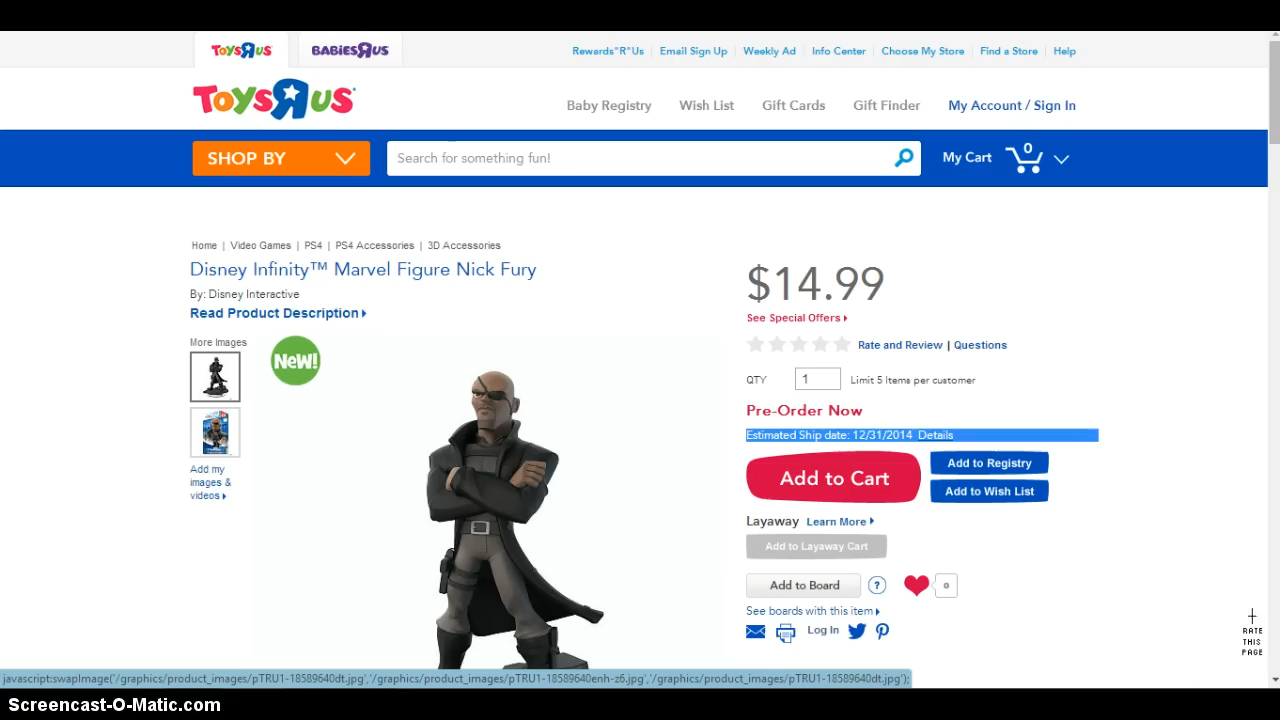 ToysRUs BABIESRUS
Rewards"R"Us Email Sign Up Weekly Ad Info Center Choose My Store Find a Store Help
ToysRUs
Baby Registry Wish List Gift Cards Gift Finder My Account / Sign In
SHOP BY Search for something fun! My Cart 0
Home | Video Games | PS4 | PS4 Accessories | 3D Accessories
Disney Infinity™ Marvel Figure Nick Fury
By: Disney Interactive
Read Product Description
More Images
New!
Add my
images &
videos
$14.99
See Special Offers
Rate and Review | Questions
QTY 1 Limit 5 Items per customer
Pre-Order Now
Estimated Ship date: 12/31/2014 Details
Add to Cart
Add to Registry
Add to Wish List
Layaway Learn More
Add to Layaway Cart
Add to Board ? 0
See boards with this item
Log In
+
RATE
THIS
PAGE
javascript:swapImage('/graphics/product_images/pTRU1-18589640dt.jpg','/graphics/product_images/pTRU1-18589640enh-z6.jpg','/graphics/product_images/pTRU1-18589640dt.jpg');
Screencast-O-Matic.com